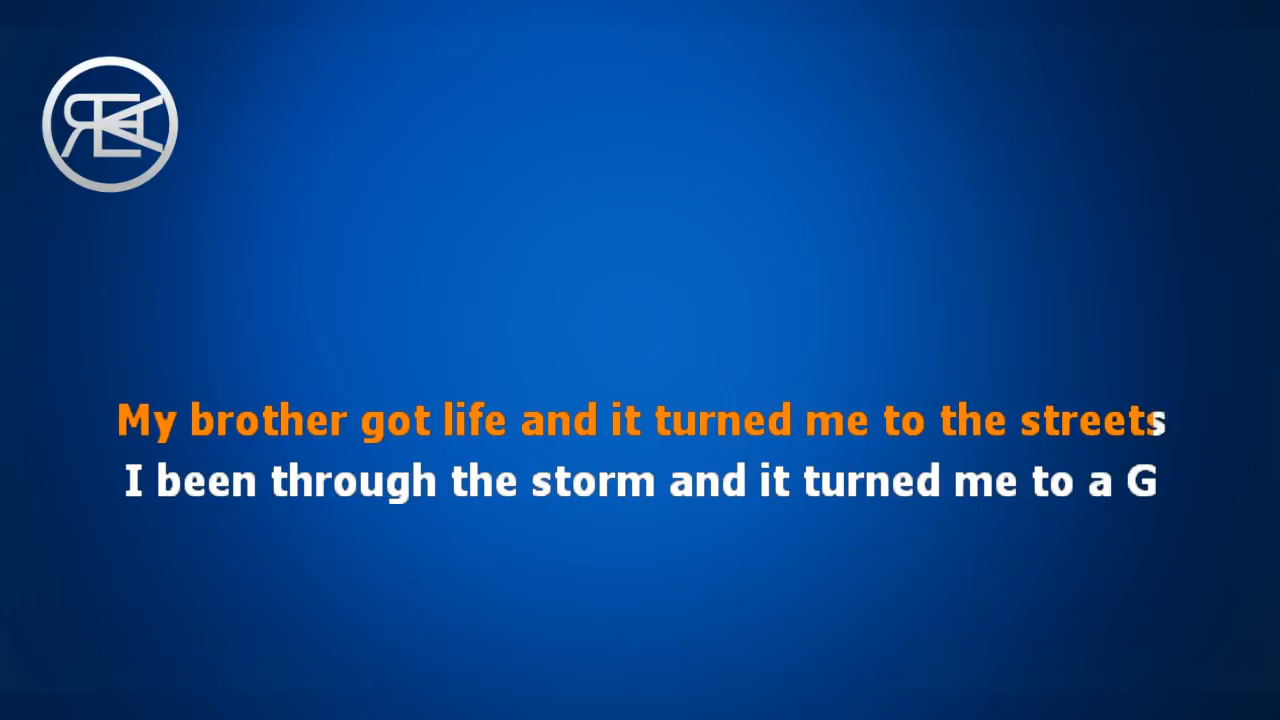 My brother got life and it turned me to the streets
I been through the storm and it turned me to a G